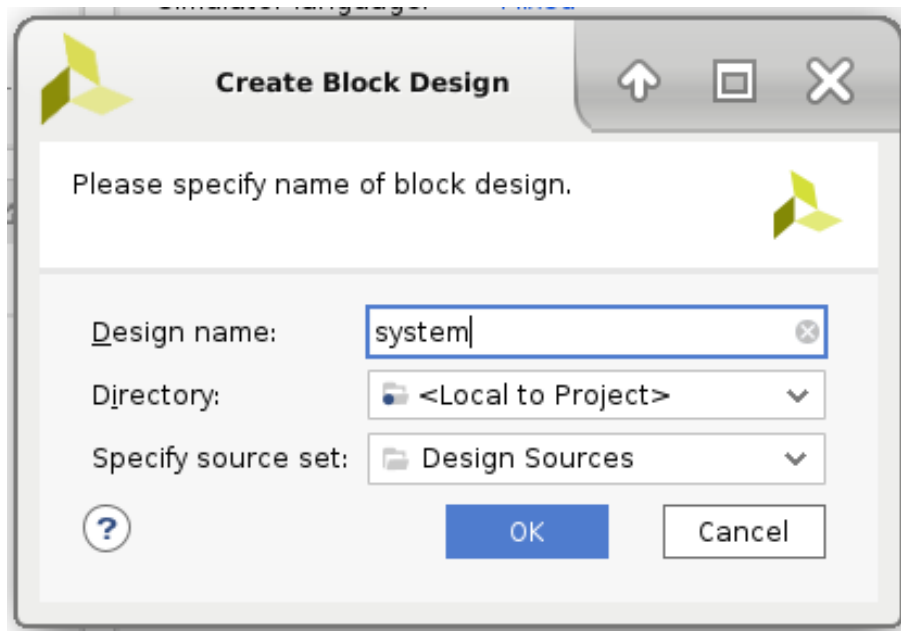 Create Block Design
Please specify name of block design.
Design name: system
Directory: <Local to Project>
Specify source set: Design Sources
? OK Cancel